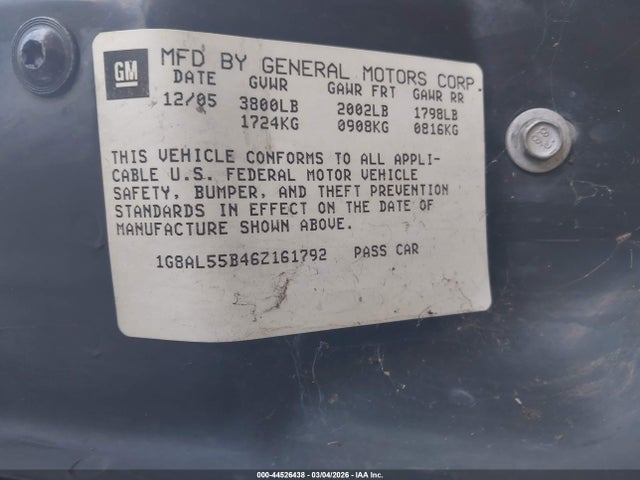 GM
MFD BY GENERAL MOTORS CORP.
DATE GVWR GAWR FRT GAWR RR
12/05 3800LB 2002LB 1798LB
1724KG 0908KG 0816KG
THIS VEHICLE CONFORMS TO ALL APPLI-
CABLE U.S. FEDERAL MOTOR VEHICLE
SAFETY, BUMPER, AND THEFT PREVENTION
STANDARDS IN EFFECT ON THE DATE OF
MANUFACTURE SHOWN ABOVE.
1G8AL55B46Z161792 PASS CAR
000-44526438 - 03/04/2026 - IAA Inc.